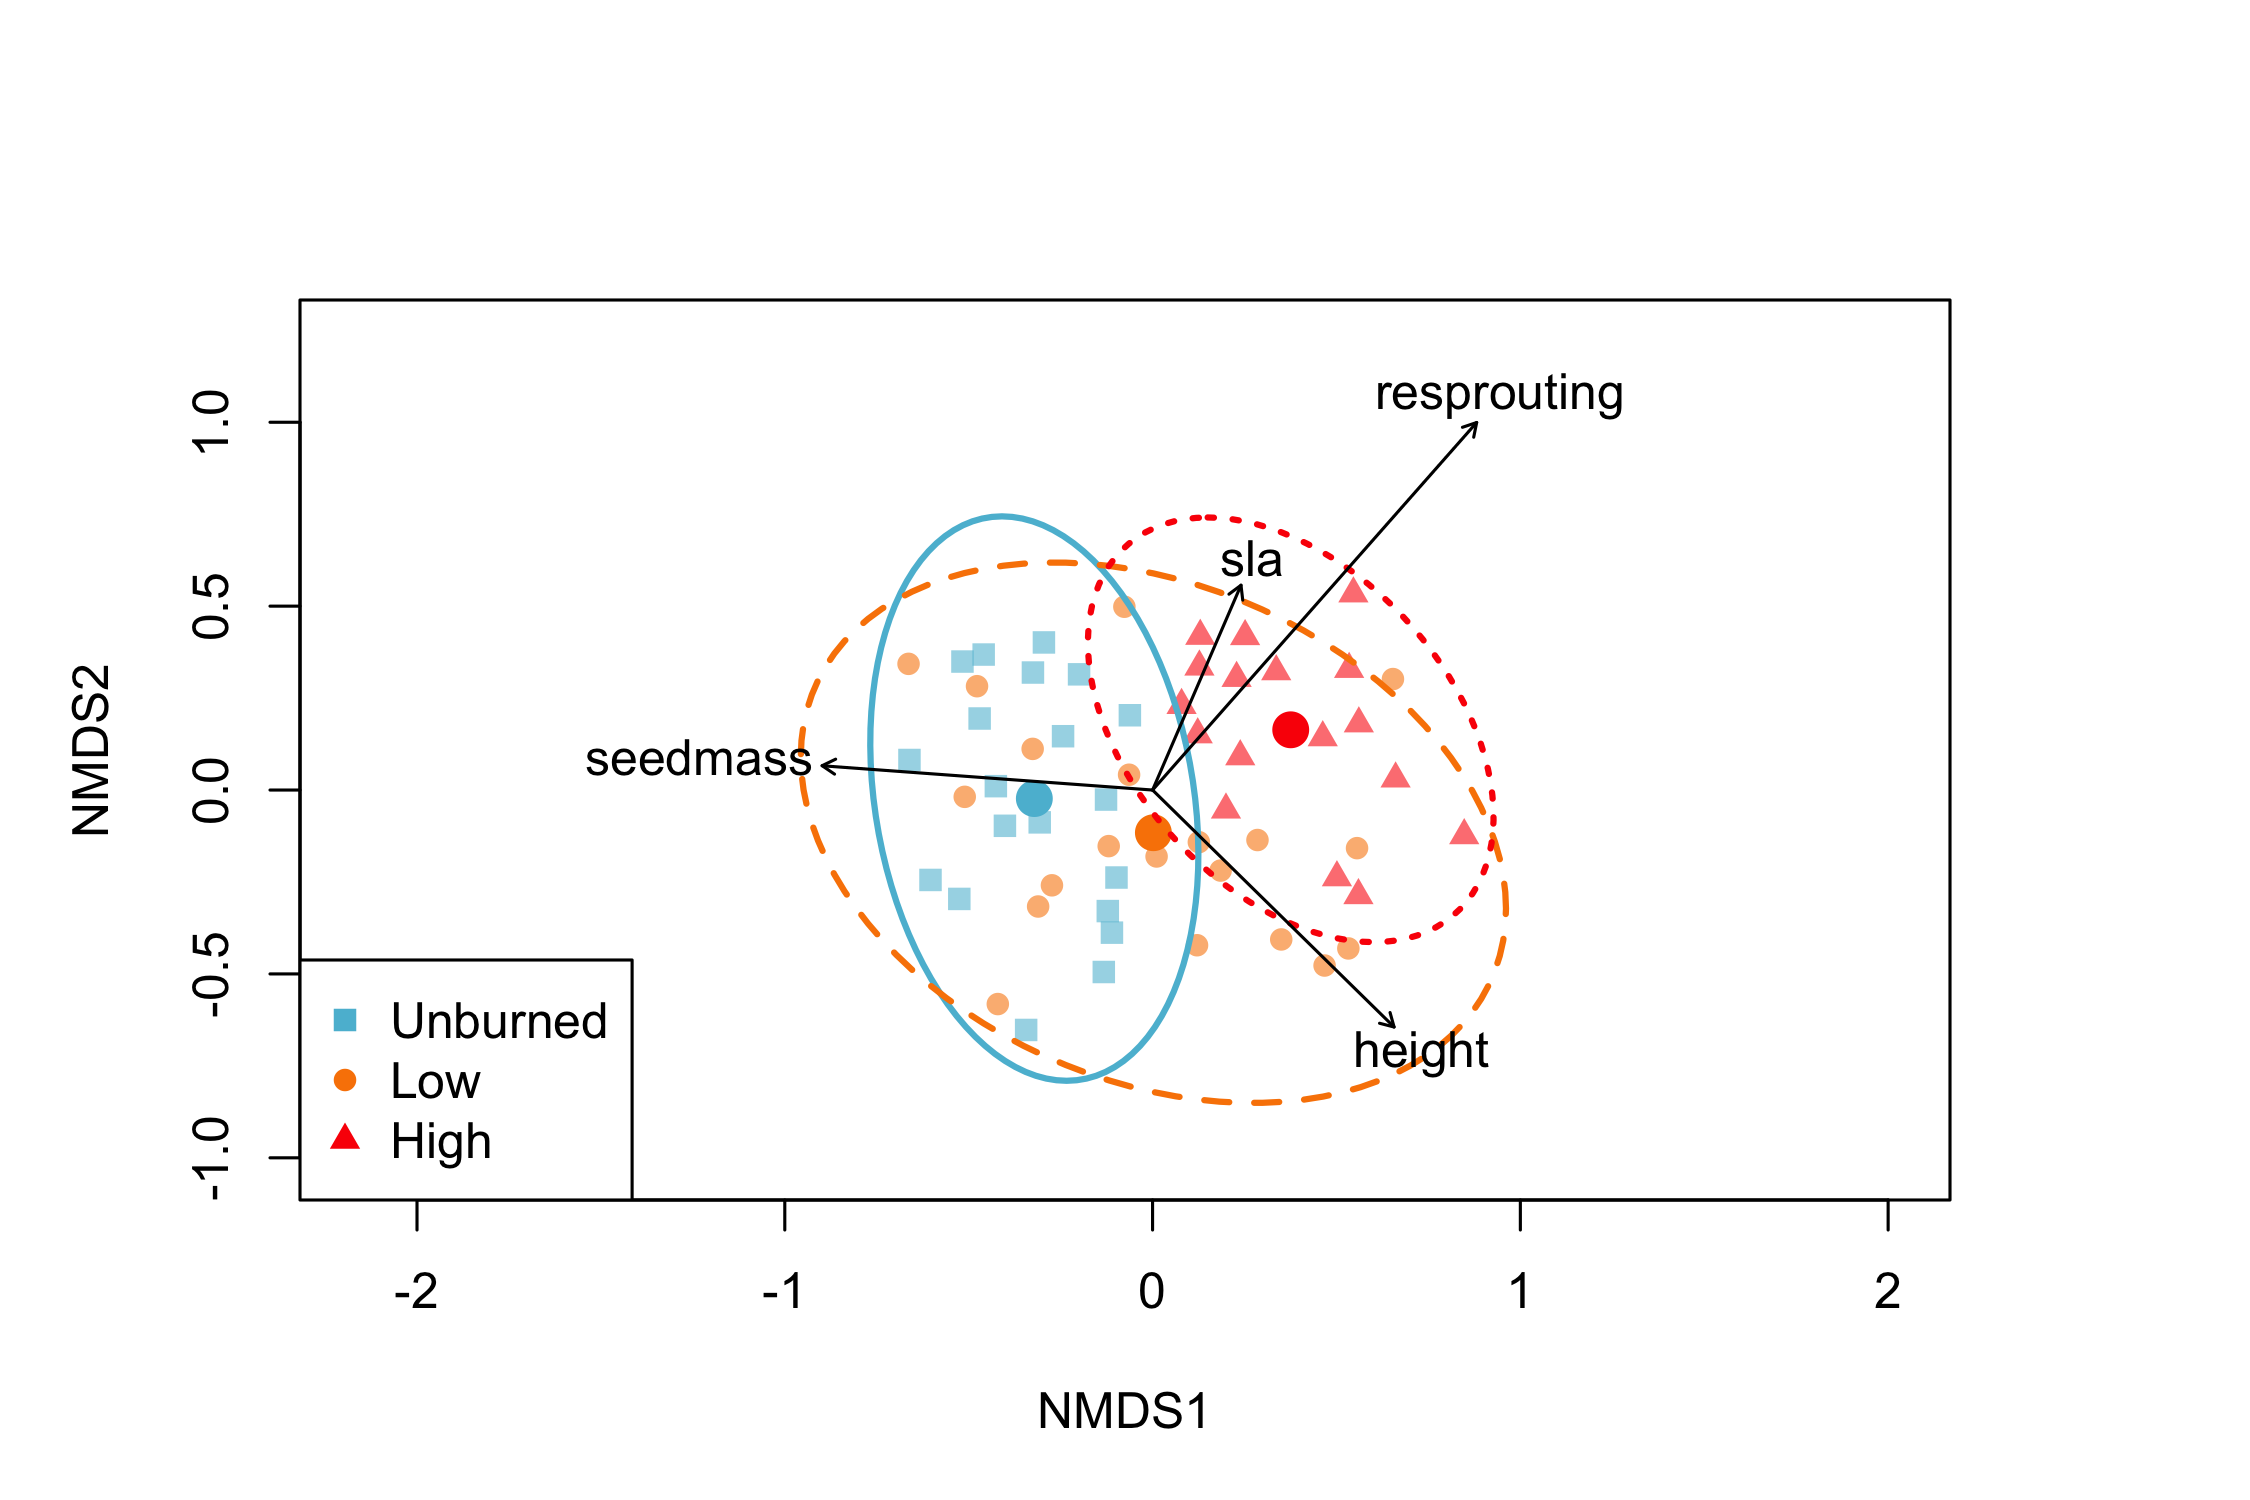 resprouting
sla
seedmass
height
NMDS2
1.0
0.5
0.0
-0.5
-1.0
Unburned
Low
High
-2
-1
0
1
2
NMDS1